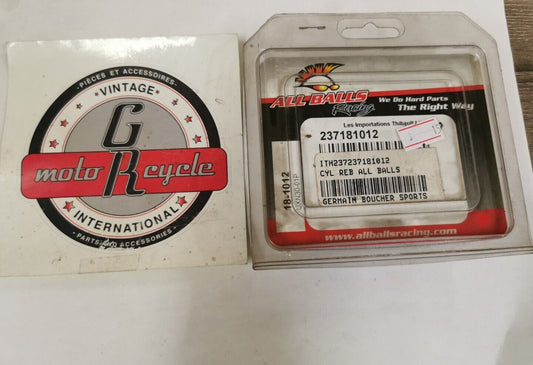 • PIÈCES ET ACCESSOIRES •
"VINTAGE"
G
moto R cycle
INTERNATIONAL
• PARTS AND ACCESSORIES •
ALL BALLS
Racing
We Do Hard Parts
The Right Way
Les Importations Thibault
237181012
ITM237237181012
CYL REB ALL BALLS
GERMAIN BOUCHER SPORTS
18-1012
www.allballsracing.com